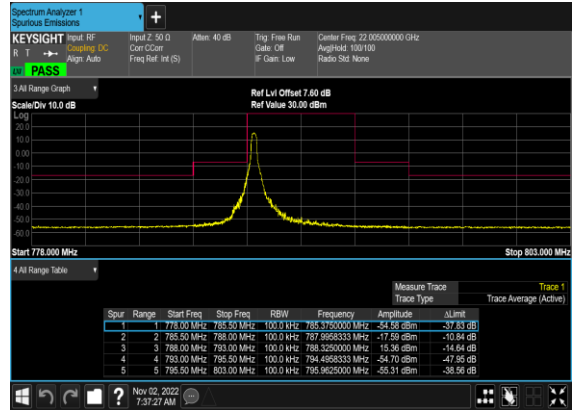 Spectrum Analyzer 1
Spurious Emissions
KEYSIGHT Input: RF Input Z: 50 Ω Atten: 40 dB Trig: Free Run Center Freq: 22.005000000 GHz
R T Coupling: DC Corr CCorr Gate: Off Avg|Hold: 100/100
Align: Auto Freq Ref: Int (S) IF Gain: Low Radio Std: None
PASS
3 All Range Graph
Ref Lvl Offset 7.60 dB
Scale/Div 10.0 dB Ref Value 30.00 dBm
Log
20.0
10.0
0.00
-10.0
-20.0
-30.0
-40.0
-50.0
-60.0
Start 778.000 MHz Stop 803.000 MHz
4 All Range Table
Measure Trace Trace 1
Trace Type Trace Average (Active)
Spur Range Start Freq Stop Freq RBW Frequency Amplitude ΔLimit
1 1 778.00 MHz 785.50 MHz 100.0 kHz 785.3750000 MHz -54.58 dBm -37.83 dB
2 2 785.50 MHz 788.00 MHz 100.0 kHz 787.9958333 MHz -17.59 dBm -10.84 dB
3 3 788.00 MHz 793.00 MHz 100.0 kHz 788.3250000 MHz 15.36 dBm -14.64 dB
4 4 793.00 MHz 795.50 MHz 100.0 kHz 794.4958333 MHz -54.70 dBm -47.95 dB
5 5 795.50 MHz 803.00 MHz 100.0 kHz 795.9625000 MHz -55.31 dBm -38.56 dB
Nov 02, 2022
7:37:27 AM